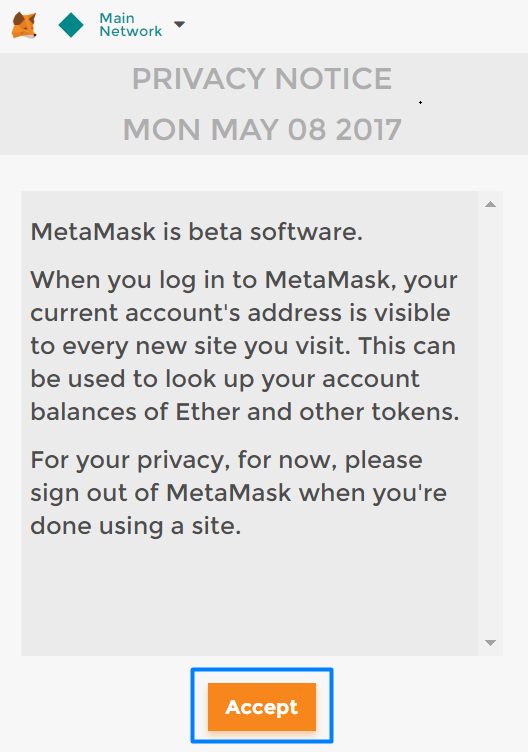 Main
Network
PRIVACY NOTICE
MON MAY 08 2017
MetaMask is beta software.
When you log in to MetaMask, your
current account's address is visible
to every new site you visit. This can
be used to look up your account
balances of Ether and other tokens.
For your privacy, for now, please
sign out of MetaMask when you're
done using a site.
Accept